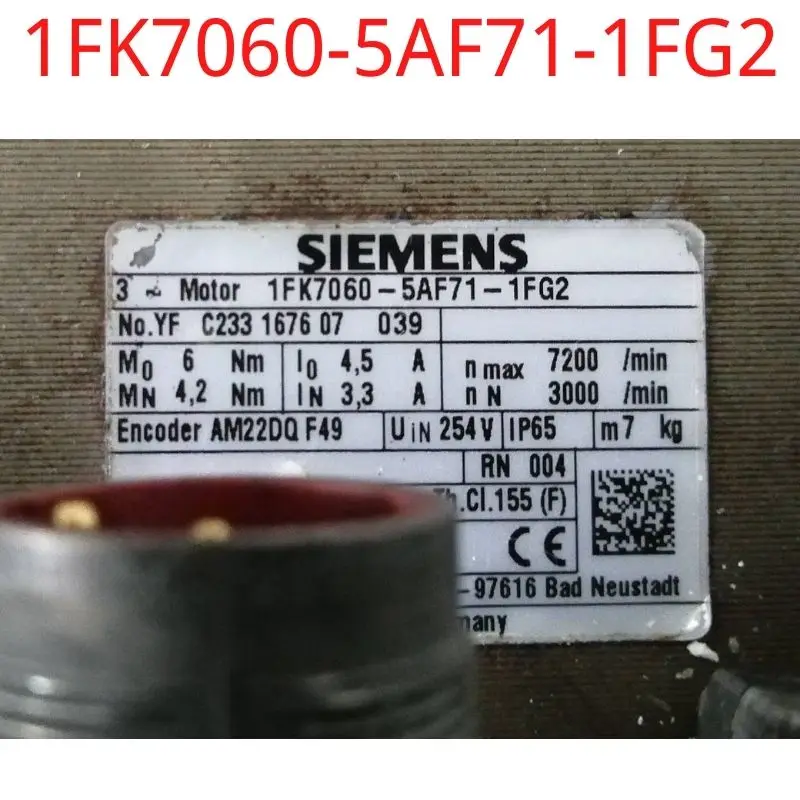 1FK7060-5AF71-1FG2
SIEMENS
3 ~ Motor 1FK7060-5AF71-1FG2
No.YF C233 1676 07 039
M0 6 Nm I0 4,5 A n max 7200 /min
MN 4,2 Nm IN 3,3 A n N 3000 /min
Encoder AM22DQ F49 UIN 254 V IP65 m 7 kg
RN 004
Th.Cl.155 (F)
CE
-97616 Bad Neustadt